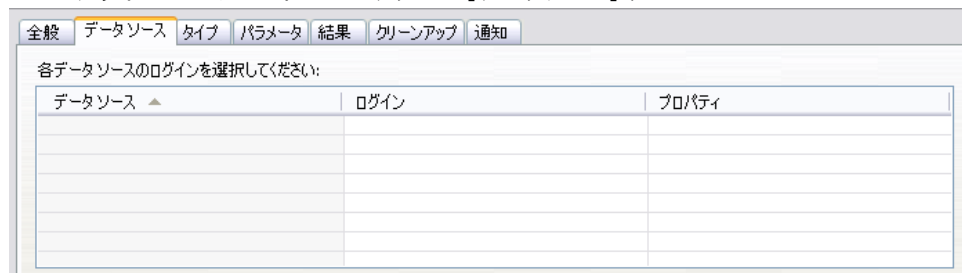 全般 データソース タイプ パラメータ 結果 クリーンアップ 通知
各データソースのログインを選択してください:
データソース ログイン プロパティ